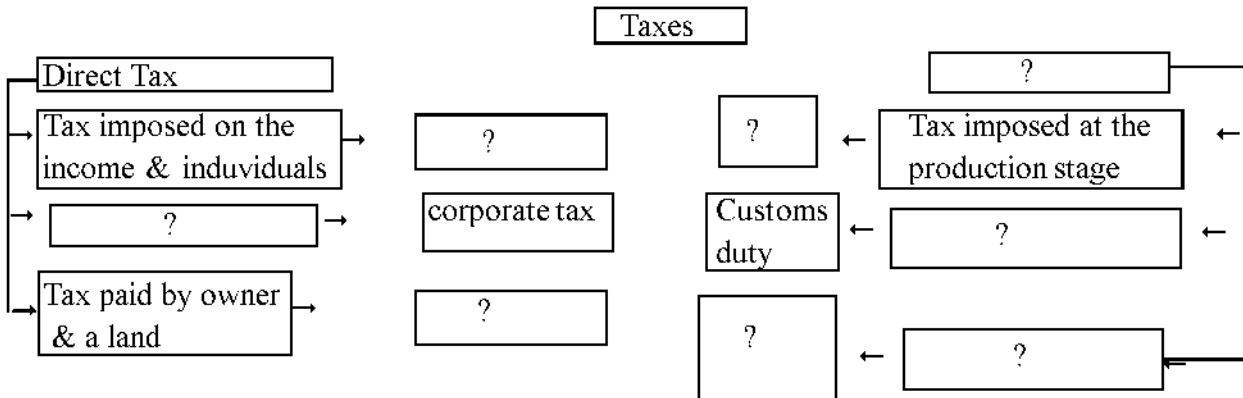 Taxes
Direct Tax
?
Tax imposed on the
income & induviduals
?
?
Tax imposed at the
production stage
?
corporate tax
Customs
duty
?
Tax paid by owner
& a land
?
?
?